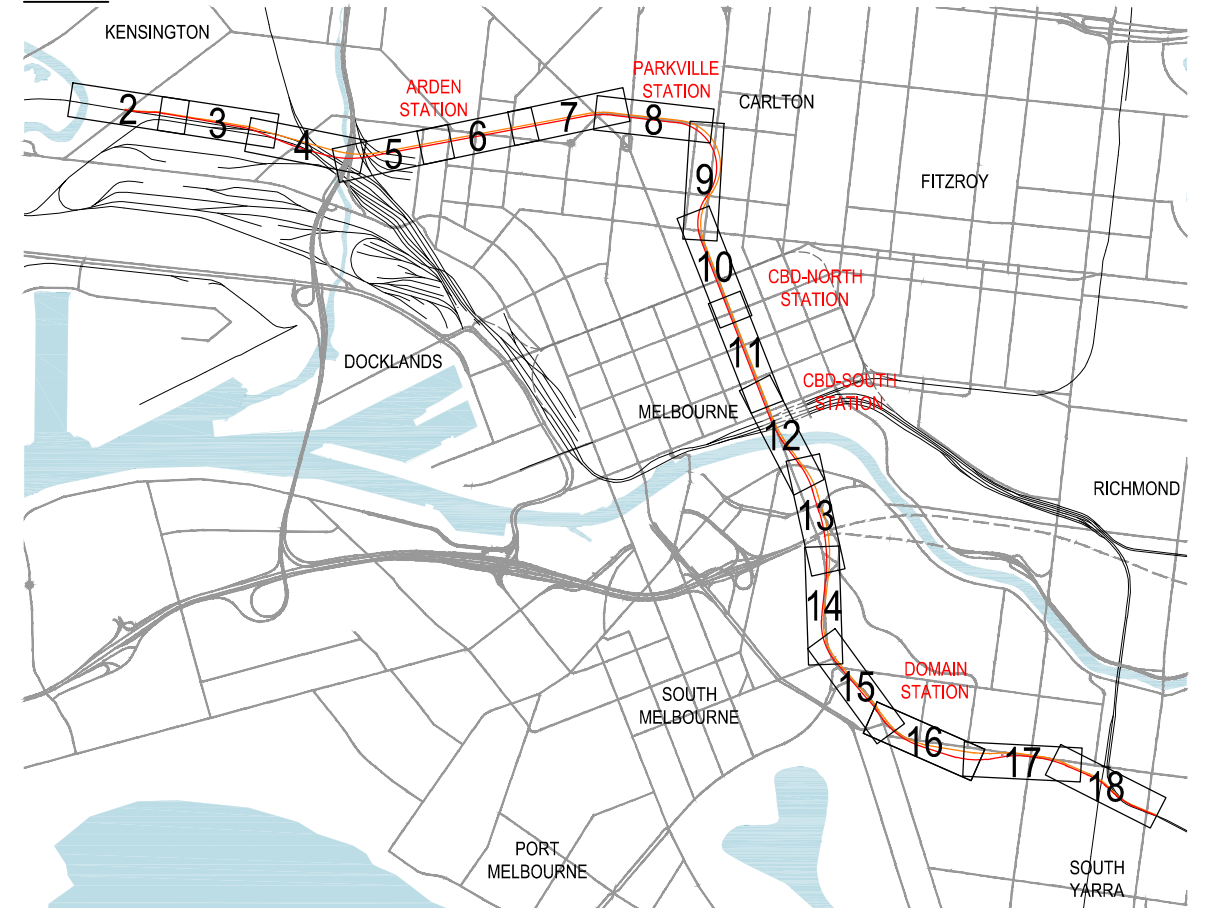 KENSINGTON
ARDEN
STATION
PARKVILLE
STATION
CARLTON
2
3
4
5
6
7
8
9
FITZROY
10
CBD-NORTH
STATION
11
DOCKLANDS
CBD-SOUTH
STATION
MELBOURNE
12
RICHMOND
13
14
15
DOMAIN
STATION
SOUTH
MELBOURNE
16
17
18
PORT
MELBOURNE
SOUTH
YARRA